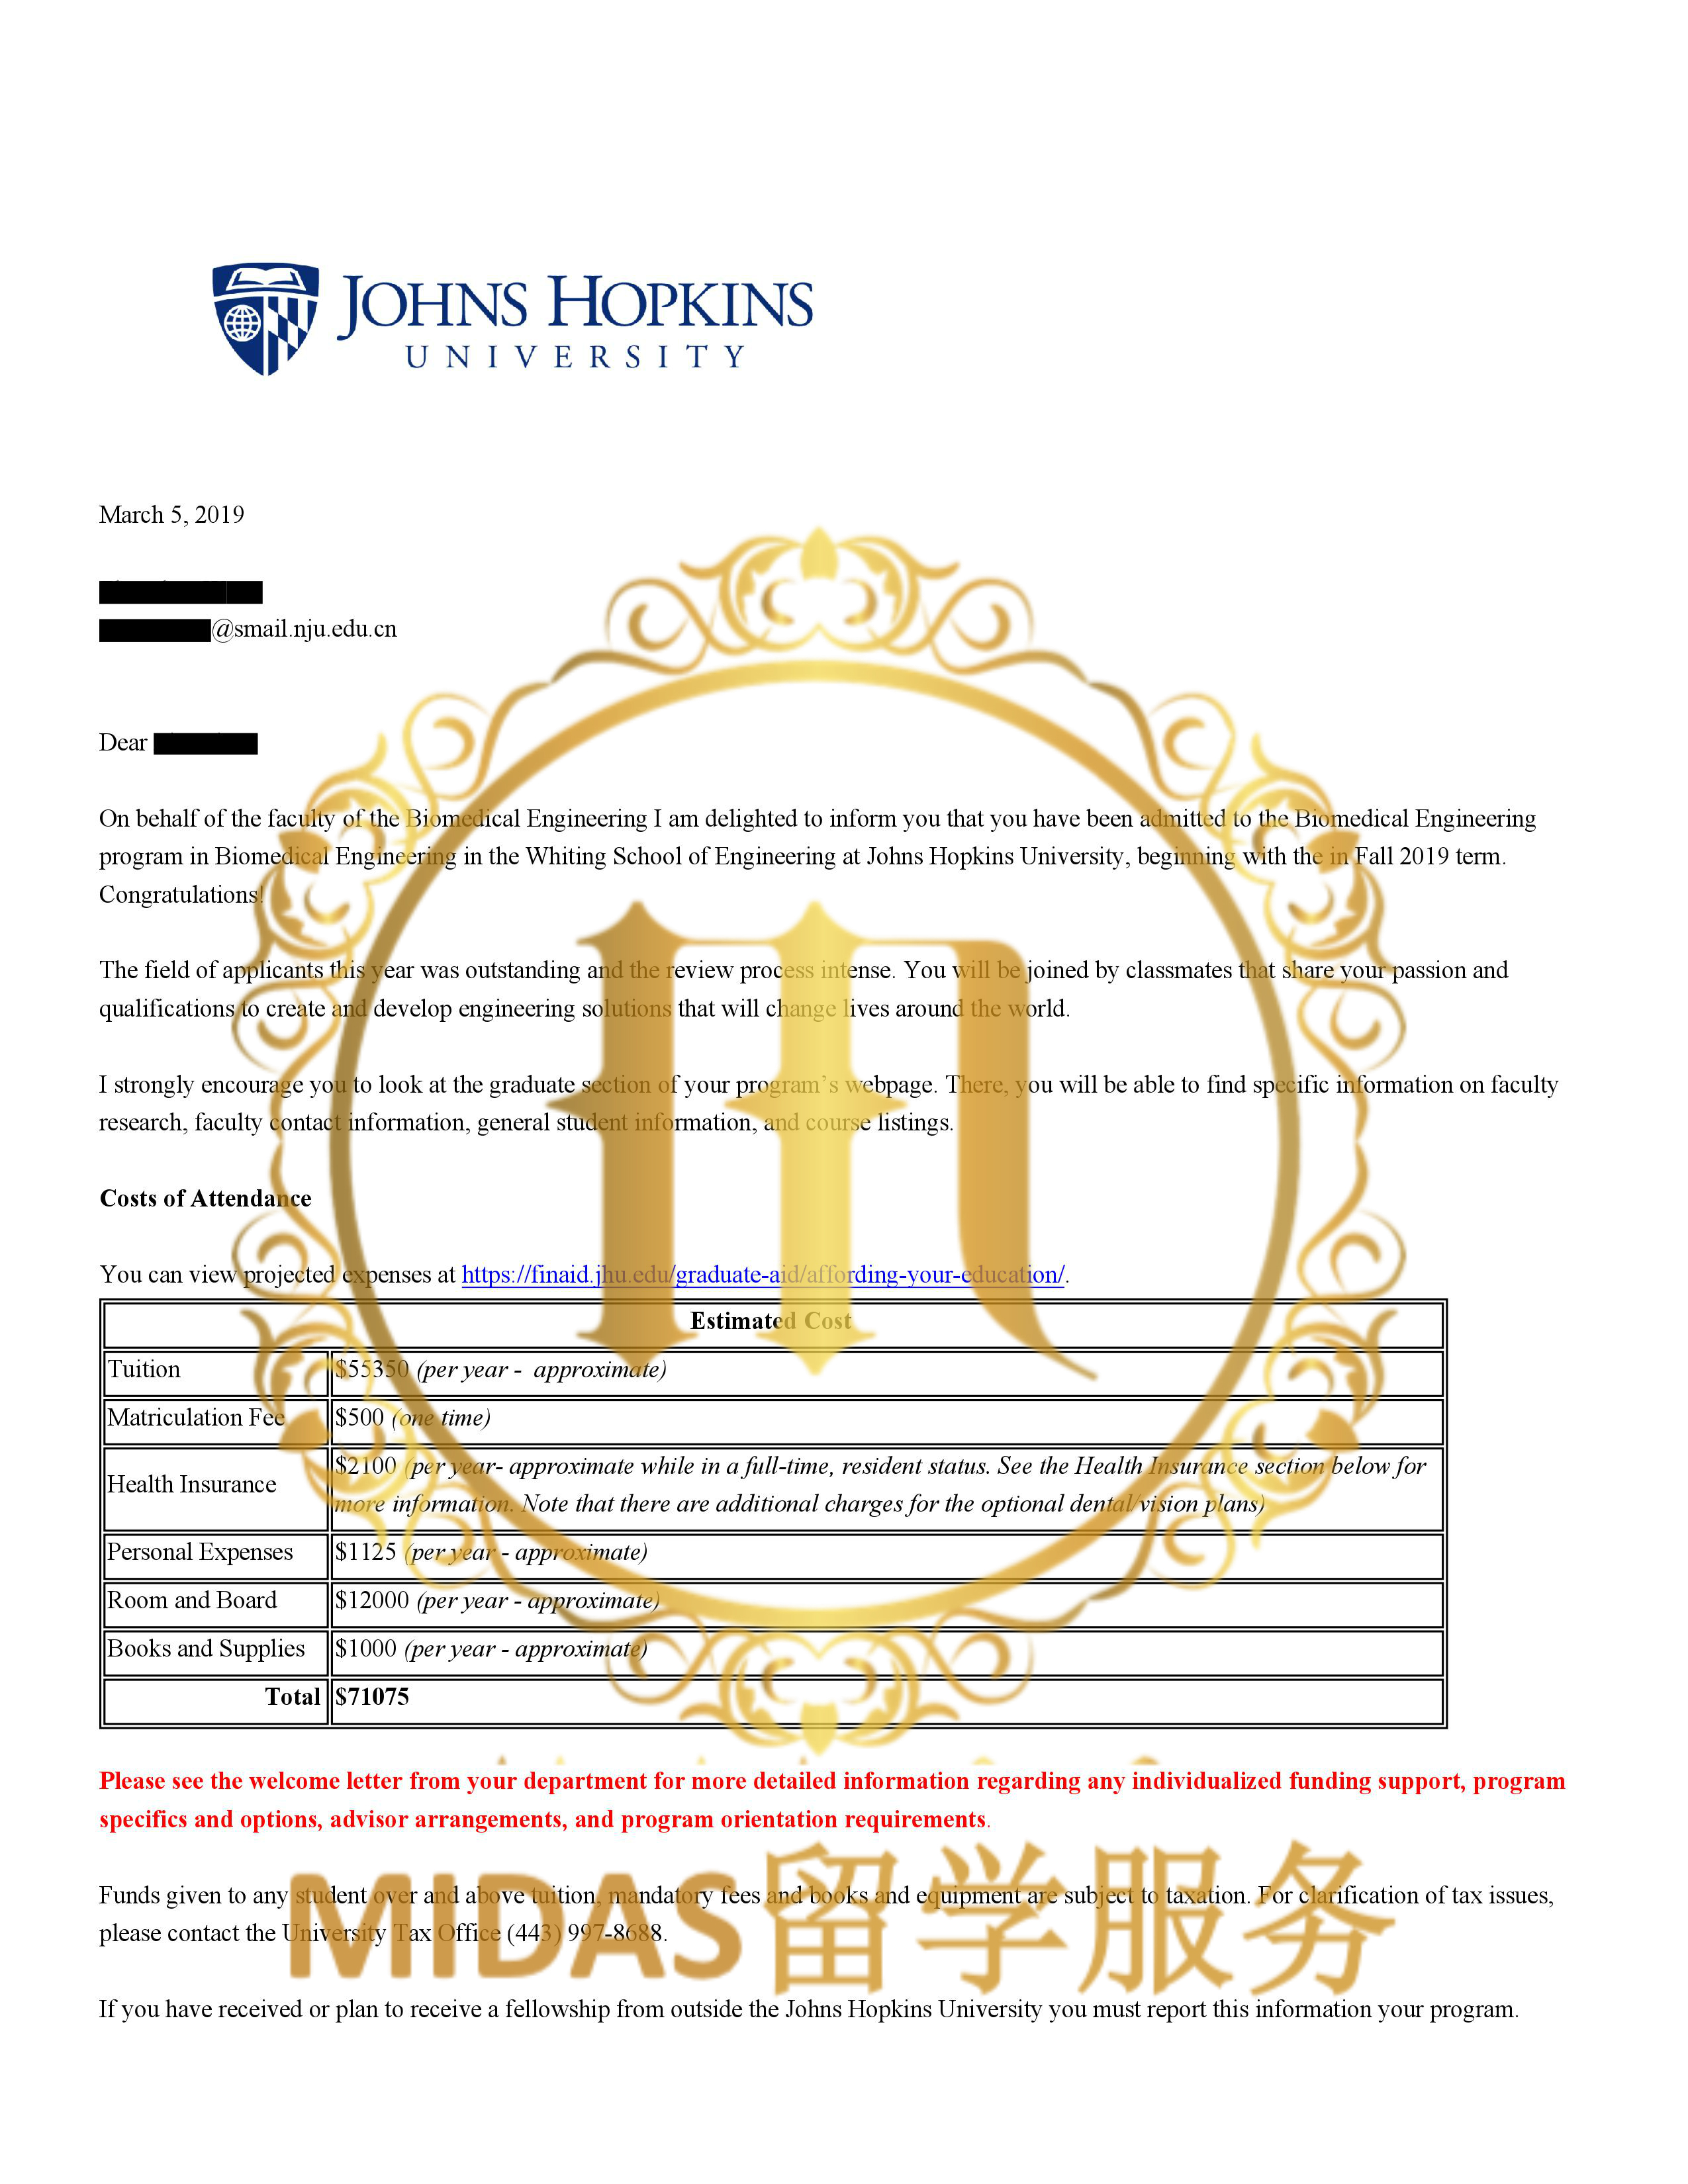 JOHNS HOPKINS
UNIVERSITY
March 5, 2019
@smail.nju.edu.cn
Dear
On behalf of the faculty of the Biomedical Engineering I am delighted to inform you that you have been admitted to the Biomedical Engineering
program in Biomedical Engineering in the Whiting School of Engineering at Johns Hopkins University, beginning with the in Fall 2019 term.
Congratulations!
The field of applicants this year was outstanding and the review process intense. You will be joined by classmates that share your passion and
qualifications to create and develop engineering solutions that will change lives around the world.
I strongly encourage you to look at the graduate section of your program’s webpage. There, you will be able to find specific information on faculty
research, faculty contact information, general student information, and course listings.
Costs of Attendance
You can view projected expenses at https://finaid.jhu.edu/graduate-aid/affording-your-education/.
Estimated Cost
Tuition $55350 (per year - approximate)
Matriculation Fee $500 (one time)
Health Insurance $2100 (per year- approximate while in a full-time, resident status. See the Health Insurance section below for
more information. Note that there are additional charges for the optional dental/vision plans)
Personal Expenses $1125 (per year - approximate)
Room and Board $12000 (per year - approximate)
Books and Supplies $1000 (per year - approximate)
Total $71075
Please see the welcome letter from your department for more detailed information regarding any individualized funding support, program
specifics and options, advisor arrangements, and program orientation requirements.
MIDAS留学服务
Funds given to any student over and above tuition, mandatory fees and books and equipment are subject to taxation. For clarification of tax issues,
please contact the University Tax Office (443) 997-8688.
If you have received or plan to receive a fellowship from outside the Johns Hopkins University you must report this information your program.